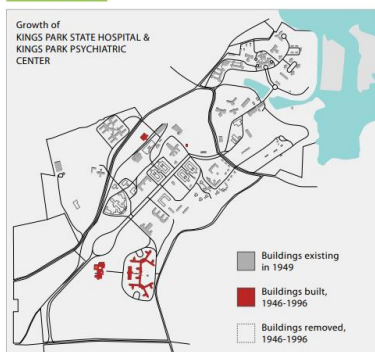 Growth of
KINGS PARK STATE HOSPITAL &
KINGS PARK PSYCHIATRIC
CENTER
Buildings existing
in 1949
Buildings built,
1946-1996
Buildings removed,
1946-1996